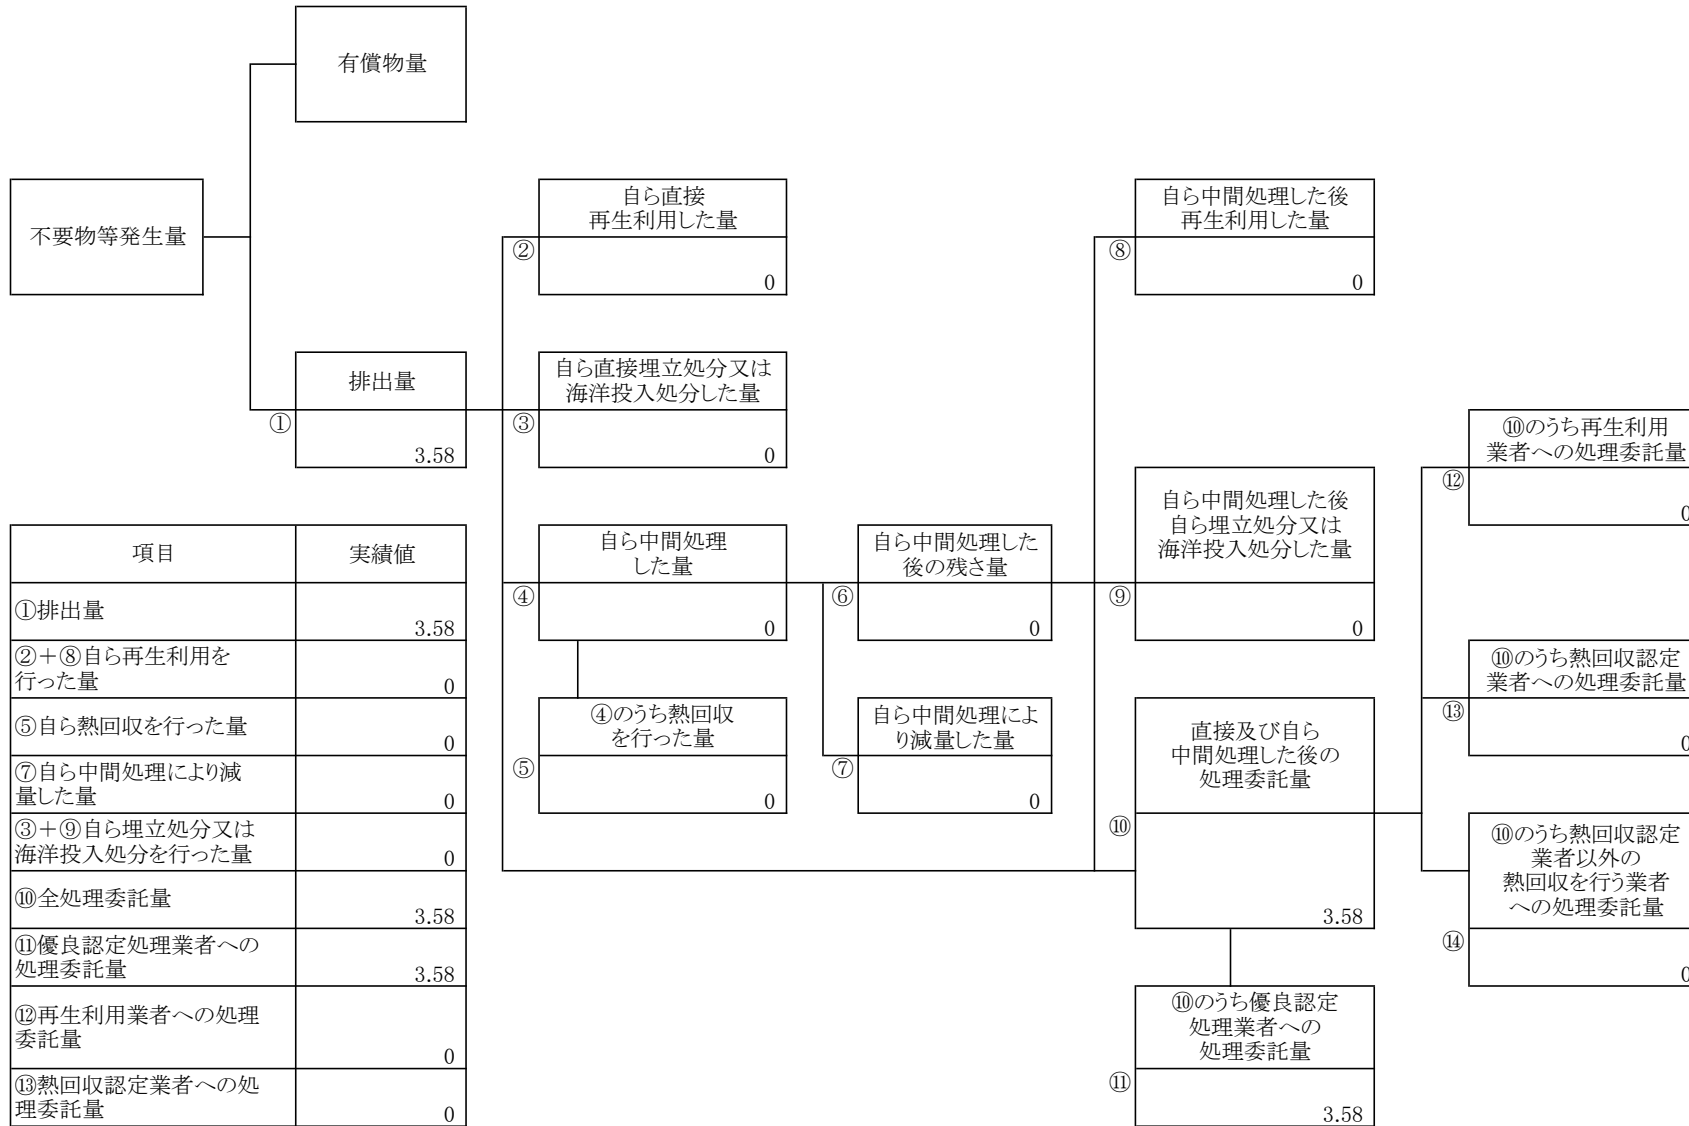 有償物量
不要物等発生量
自ら直接
再生利用した量
②
0
自ら中間処理した後
再生利用した量
⑧
0
排出量
①
3.58
自ら直接埋立処分又は
海洋投入処分した量
③
0
⑩のうち再生利用
業者への処理委託量
⑫
0
自ら中間処理
した量
④
0
自ら中間処理した
後の残さ量
⑥
0
自ら中間処理した後
自ら埋立処分又は
海洋投入処分した量
⑨
0
⑩のうち熱回収認定
業者への処理委託量
⑬
0
④のうち熱回収
を行った量
⑤
0
自ら中間処理によ
り減量した量
⑦
0
直接及び自ら
中間処理した後の
処理委託量
⑩
3.58
⑩のうち熱回収認定
業者以外の
熱回収を行う業者
への処理委託量
⑭
0
⑩のうち優良認定
処理業者への
処理委託量
⑪
3.58
項目 実績値
①排出量
3.58
②+⑧自ら再生利用を
行った量 0
⑤自ら熱回収を行った量
0
⑦自ら中間処理により減
量した量 0
③+⑨自ら埋立処分又は
海洋投入処分を行った量 0
⑩全処理委託量
3.58
⑪優良認定処理業者への
処理委託量 3.58
⑫再生利用業者への処理
委託量
0
⑬熱回収認定業者への処
理委託量 0